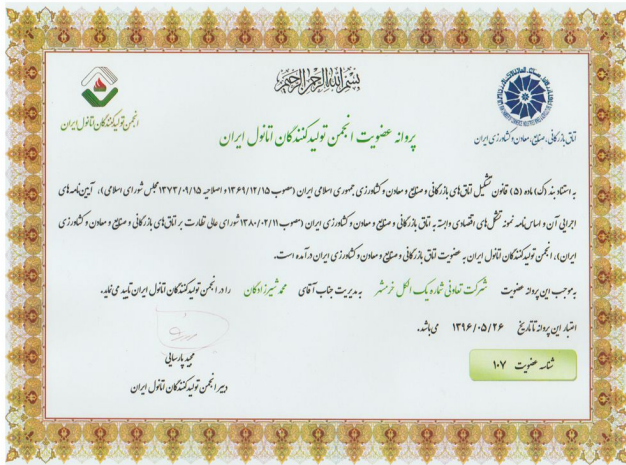 بسم الله الرحمن الرحیم
انجمن تولیدکنندگان اتانول ایران
اتاق بازرگانی، صنایع، معادن و کشاورزی ایران
پروانه عضویت انجمن تولیدکنندگان اتانول ایران
به استناد بند (ک) ماده (۵) قانون تشکیل اتاق‌های بازرگانی و صنایع و معادن و کشاورزی جمهوری اسلامی ایران (مصوب ۱۳۶۹/۱۲/۱۵ و اصلاحیه ۱۳۷۳/۰۹/۱۵ مجلس شورای اسلامی)، آیین نامه‌های
اجرایی آن و اساس‌نامه نمونه تشکل‌های اقتصادی وابسته به اتاق بازرگانی و صنایع و معادن و کشاورزی ایران (مصوب ۱۳۸۰/۰۲/۱۱ شورای عالی نظارت بر اتاق‌های بازرگانی و صنایع و معادن و کشاورزی
ایران)، انجمن تولیدکنندگان اتانول ایران به عضویت اتاق بازرگانی و صنایع و معادن و کشاورزی ایران درآمده است.
به‌موجب این پروانه عضویت شرکت تعاونی شماره یک الکل خرمشهر به مدیریت جناب آقای محمد شیرزادکان را در انجمن تولیدکنندگان اتانول ایران تایید می‌نماید.
اعتبار این پروانه تا تاریخ ۱۳۹۶/۰۵/۲۶ می‌باشد.
شناسه عضویت ۱۰۷
مجید پارسایی
دبیر انجمن تولیدکنندگان اتانول ایران